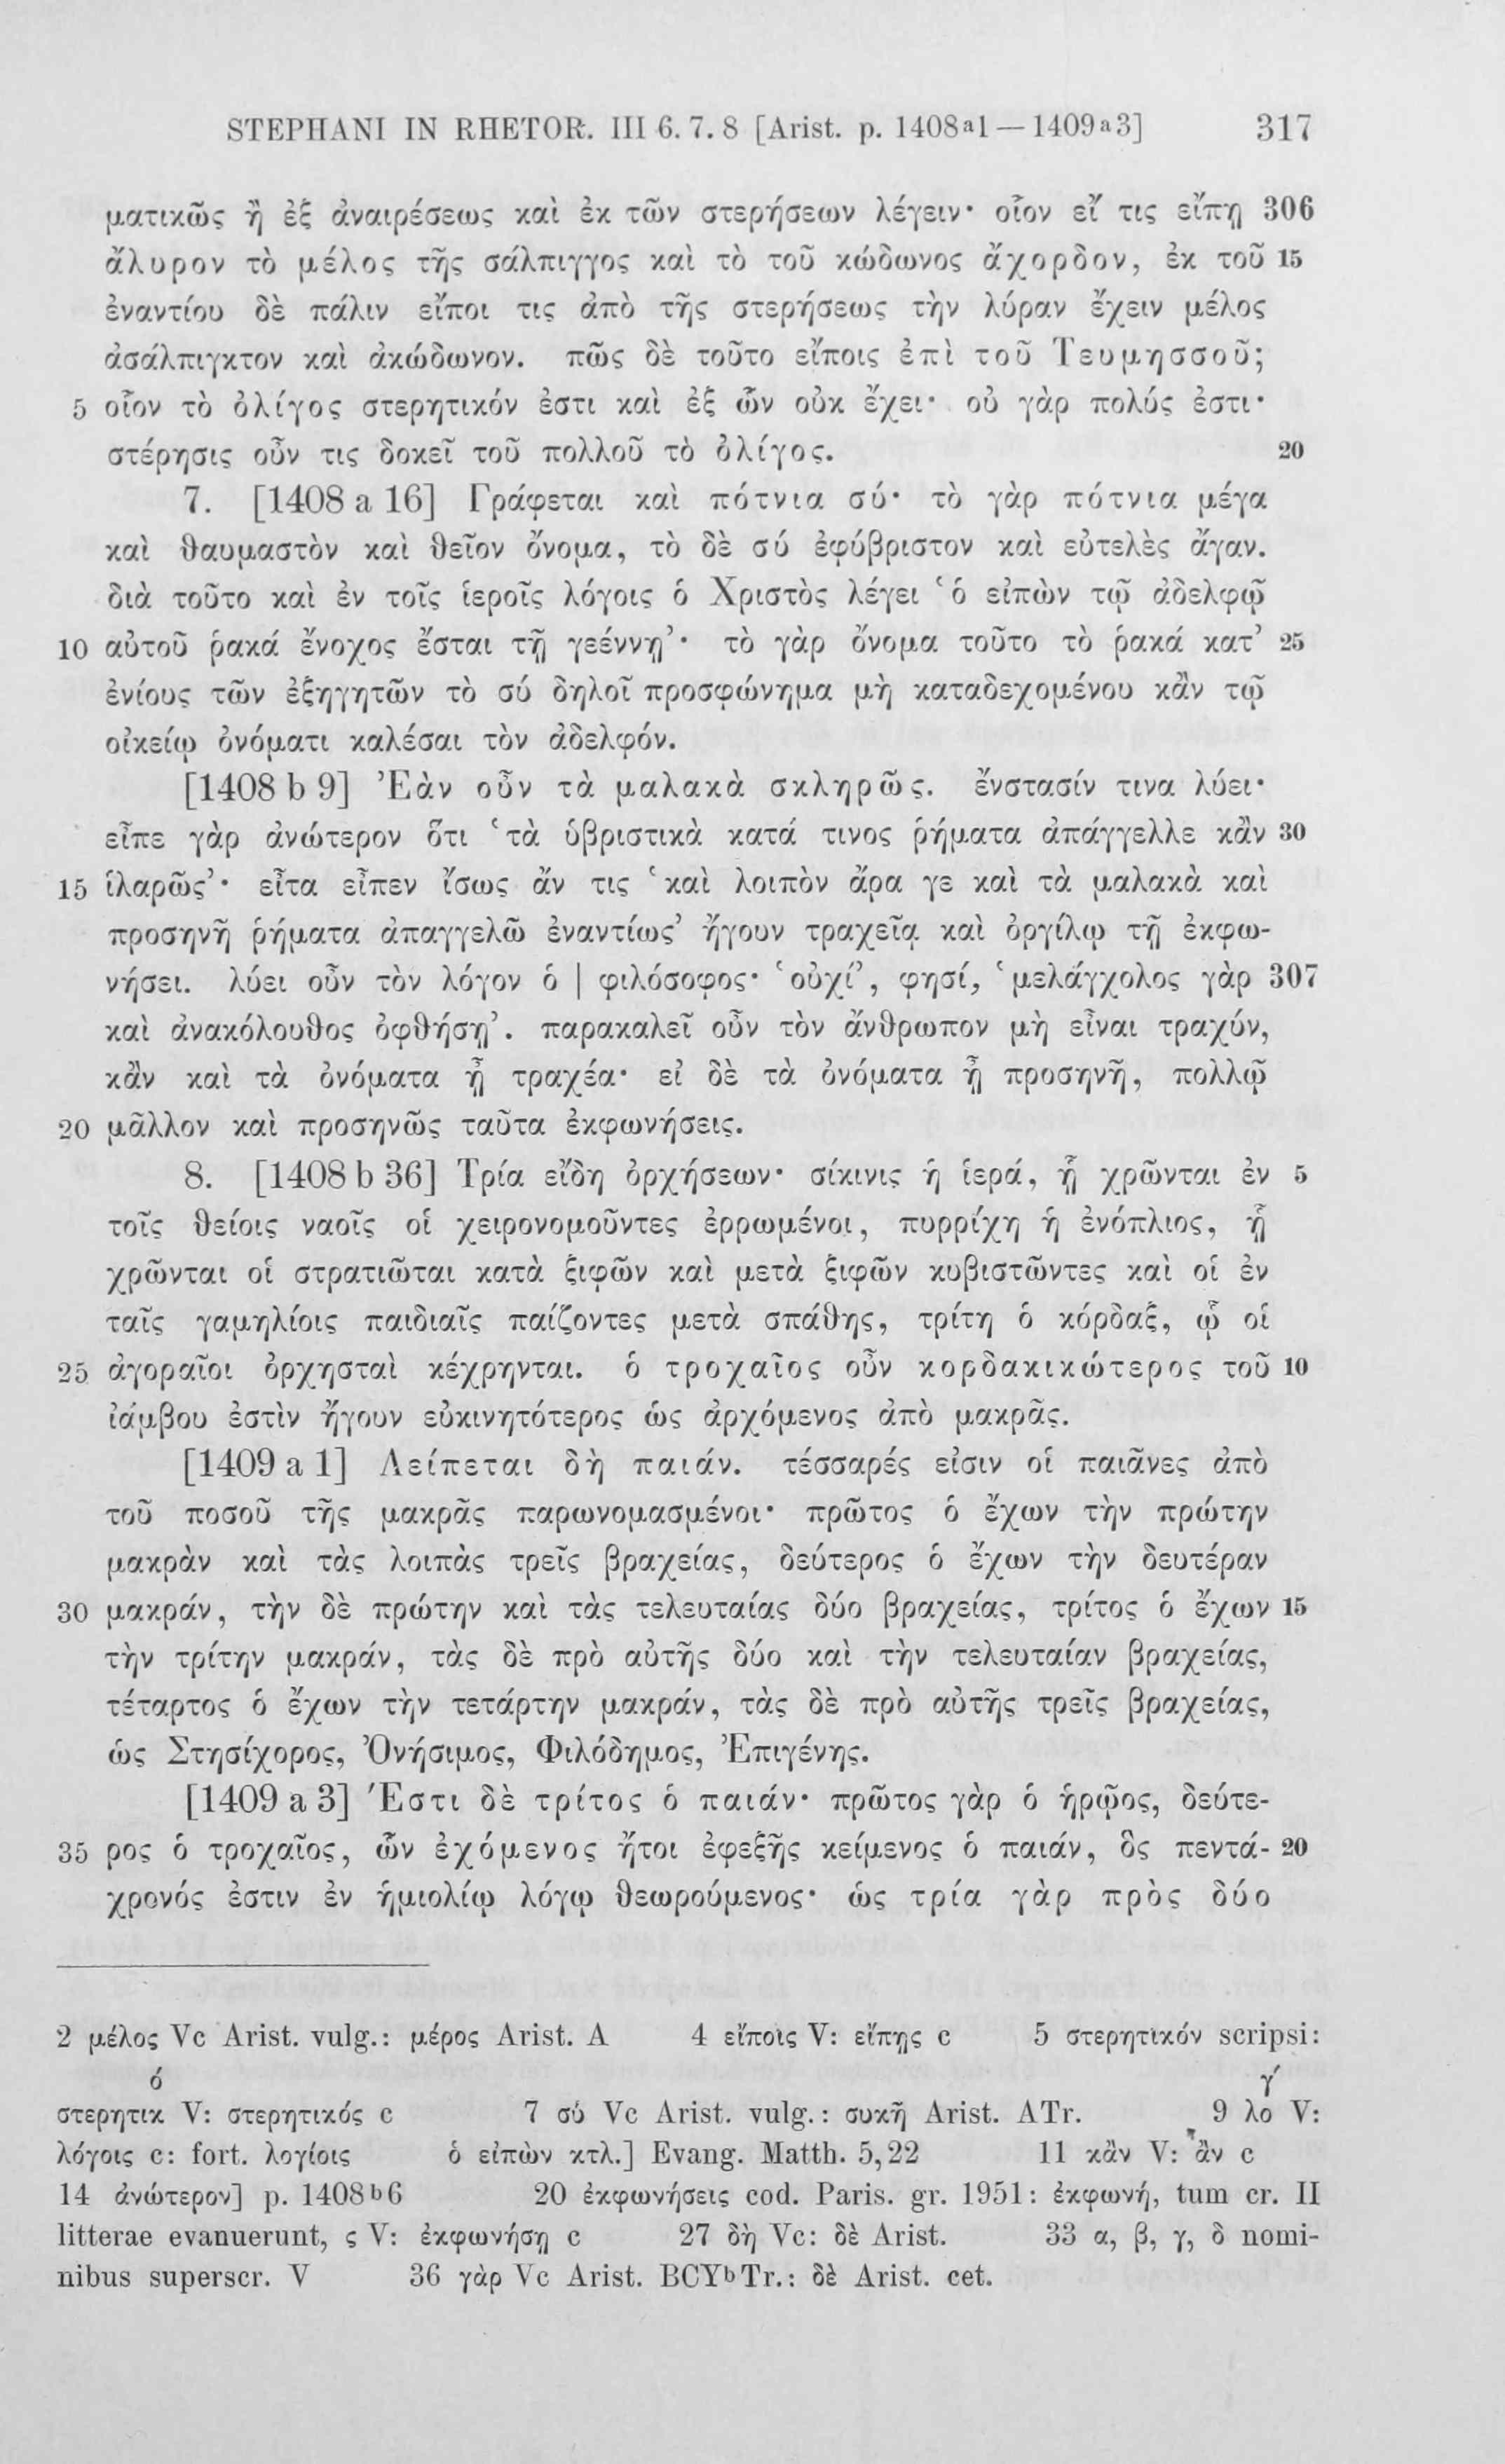 STEPHANI IN RHETOR. III 6. 7. 8 [Arist. p. 1408a1 — 1409a3] 317
ματικῶς ἢ ἐξ ἀναιρέσεως καὶ ἐκ τῶν στερήσεων λέγειν· οἷον εἴ τις εἴπῃ 306
ἄλυρον τὸ μέλος τῆς σάλπιγγος καὶ τὸ τοῦ κώδωνος ἄχορδον, ἐκ τοῦ 15
ἐναντίου δὲ πάλιν εἴποι τις ἀπὸ τῆς στερήσεως τὴν λύραν ἔχειν μέλος
ἀσάλπιγκτον καὶ ἀκώδωνον. πῶς δὲ τοῦτο εἴποις ἐπὶ τοῦ Τευμησσοῦ;
5 οἷον τὸ ὀλίγος στερητικόν ἐστι καὶ ἐξ ὧν οὐκ ἔχει· οὐ γὰρ πολύς ἐστι·
στέρησις οὖν τις δοκεῖ τοῦ πολλοῦ τὸ ὀλίγος. 20
7. [1408 a 16] Γράφεται καὶ πότνια σύ· τὸ γὰρ πότνια μέγα
καὶ θαυμαστὸν καὶ θεῖον ὄνομα, τὸ δὲ σύ ἐφύβριστον καὶ εὐτελὲς ἄγαν.
διὰ τοῦτο καὶ ἐν τοῖς ἱεροῖς λόγοις ὁ Χριστὸς λέγει ‘ὁ εἰπὼν τῷ ἀδελφῷ
10 αὐτοῦ ῥακά ἔνοχος ἔσται τῇ γεέννῃ’· τὸ γὰρ ὄνομα τοῦτο τὸ ῥακά κατ’ 25
ἐνίους τῶν ἐξηγητῶν τὸ σύ δηλοῖ προσφώνημα μὴ καταδεχομένου κἂν τῷ
οἰκείῳ ὀνόματι καλέσαι τὸν ἀδελφόν.
[1408 b 9] Ἐὰν οὖν τὰ μαλακὰ σκληρῶς. ἔνστασίν τινα λύει·
εἶπε γὰρ ἀνώτερον ὅτι ‘τὰ ὑβριστικὰ κατά τινος ῥήματα ἀπάγγελλε κἂν 30
15 ἱλαρῶς’· εἶτα εἶπεν ἴσως ἄν τις ‘καὶ λοιπὸν ἄρα γε καὶ τὰ μαλακὰ καὶ
προσηνῆ ῥήματα ἀπαγγελῶ ἐναντίως’ ἤγουν τραχείᾳ καὶ ὀργίλῳ τῇ ἐκφω-
νήσει. λύει οὖν τὸν λόγον ὁ | φιλόσοφος· ‘οὐχί’, φησί, ‘μελάγχολος γὰρ 307
καὶ ἀνακόλουθος ὀφθήσῃ’. παρακαλεῖ οὖν τὸν ἄνθρωπον μὴ εἶναι τραχύν,
κἂν καὶ τὰ ὀνόματα ᾖ τραχέα· εἰ δὲ τὰ ὀνόματα ᾖ προσηνῆ, πολλῷ
20 μᾶλλον καὶ προσηνῶς ταῦτα ἐκφωνήσεις.
8. [1408 b 36] Τρία εἴδη ὀρχήσεων· σίκινις ἡ ἱερά, ᾗ χρῶνται ἐν 5
τοῖς θείοις ναοῖς οἱ χειρονομοῦντες ἐρρωμένοι, πυρρίχη ἡ ἐνόπλιος, ᾗ
χρῶνται οἱ στρατιῶται κατὰ ξιφῶν καὶ μετὰ ξιφῶν κυβιστῶντες καὶ οἱ ἐν
ταῖς γαμηλίοις παιδιαῖς παίζοντες μετὰ σπάθης, τρίτη ὁ κόρδαξ, ᾧ οἱ
25 ἀγοραῖοι ὀρχησταὶ κέχρηνται. ὁ τροχαῖος οὖν κορδακικώτερος τοῦ 10
ἰάμβου ἐστὶν ἤγουν εὐκινητότερος ὡς ἀρχόμενος ἀπὸ μακρᾶς.
[1409 a 1] Λείπεται δὴ παιάν. τέσσαρές εἰσιν οἱ παιᾶνες ἀπὸ
τοῦ ποσοῦ τῆς μακρᾶς παρωνομασμένοι· πρῶτος ὁ ἔχων τὴν πρώτην
μακρὰν καὶ τὰς λοιπὰς τρεῖς βραχείας, δεύτερος ὁ ἔχων τὴν δευτέραν
30 μακράν, τὴν δὲ πρώτην καὶ τὰς τελευταίας δύο βραχείας, τρίτος ὁ ἔχων 15
τὴν τρίτην μακράν, τὰς δὲ πρὸ αὐτῆς δύο καὶ τὴν τελευταίαν βραχείας,
τέταρτος ὁ ἔχων τὴν τετάρτην μακράν, τὰς δὲ πρὸ αὐτῆς τρεῖς βραχείας,
ὡς Στησίχορος, Ὀνήσιμος, Φιλόδημος, Ἐπιγένης.
[1409 a 3] Ἔστι δὲ τρίτος ὁ παιάν· πρῶτος γὰρ ὁ ἡρῷος, δεύτε-
35 ρος ὁ τροχαῖος, ὧν ἐχόμενος ἤτοι ἐφεξῆς κείμενος ὁ παιάν, ὃς πεντά- 20
χρονός ἐστιν ἐν ἡμιολίῳ λόγῳ θεωρούμενος· ὡς τρία γὰρ πρὸς δύο
2 μέλος Vc Arist. vulg.: μέρος Arist. A 4 εἴποις V: εἴπῃς c 5 στερητικόν scripsi:
ό γ
στερητικ V: στερητικός c 7 σύ Vc Arist. vulg.: συκῆ Arist. ATr. 9 λο V:
λόγοις c: fort. λογίοις ὁ εἰπὼν κτλ.] Evang. Matth. 5,22 11 κἂν V: ἂν c
14 ἀνώτερον] p. 1408b6 20 ἐκφωνήσεις cod. Paris. gr. 1951: ἐκφωνή, tum cr. II
litterae evanuerunt, ς V: ἐκφωνήσῃ c 27 δὴ Vc: δὲ Arist. 33 α, β, γ, δ nomi-
nibus superscr. V 36 γὰρ Vc Arist. BCYbTr.: δὲ Arist. cet.